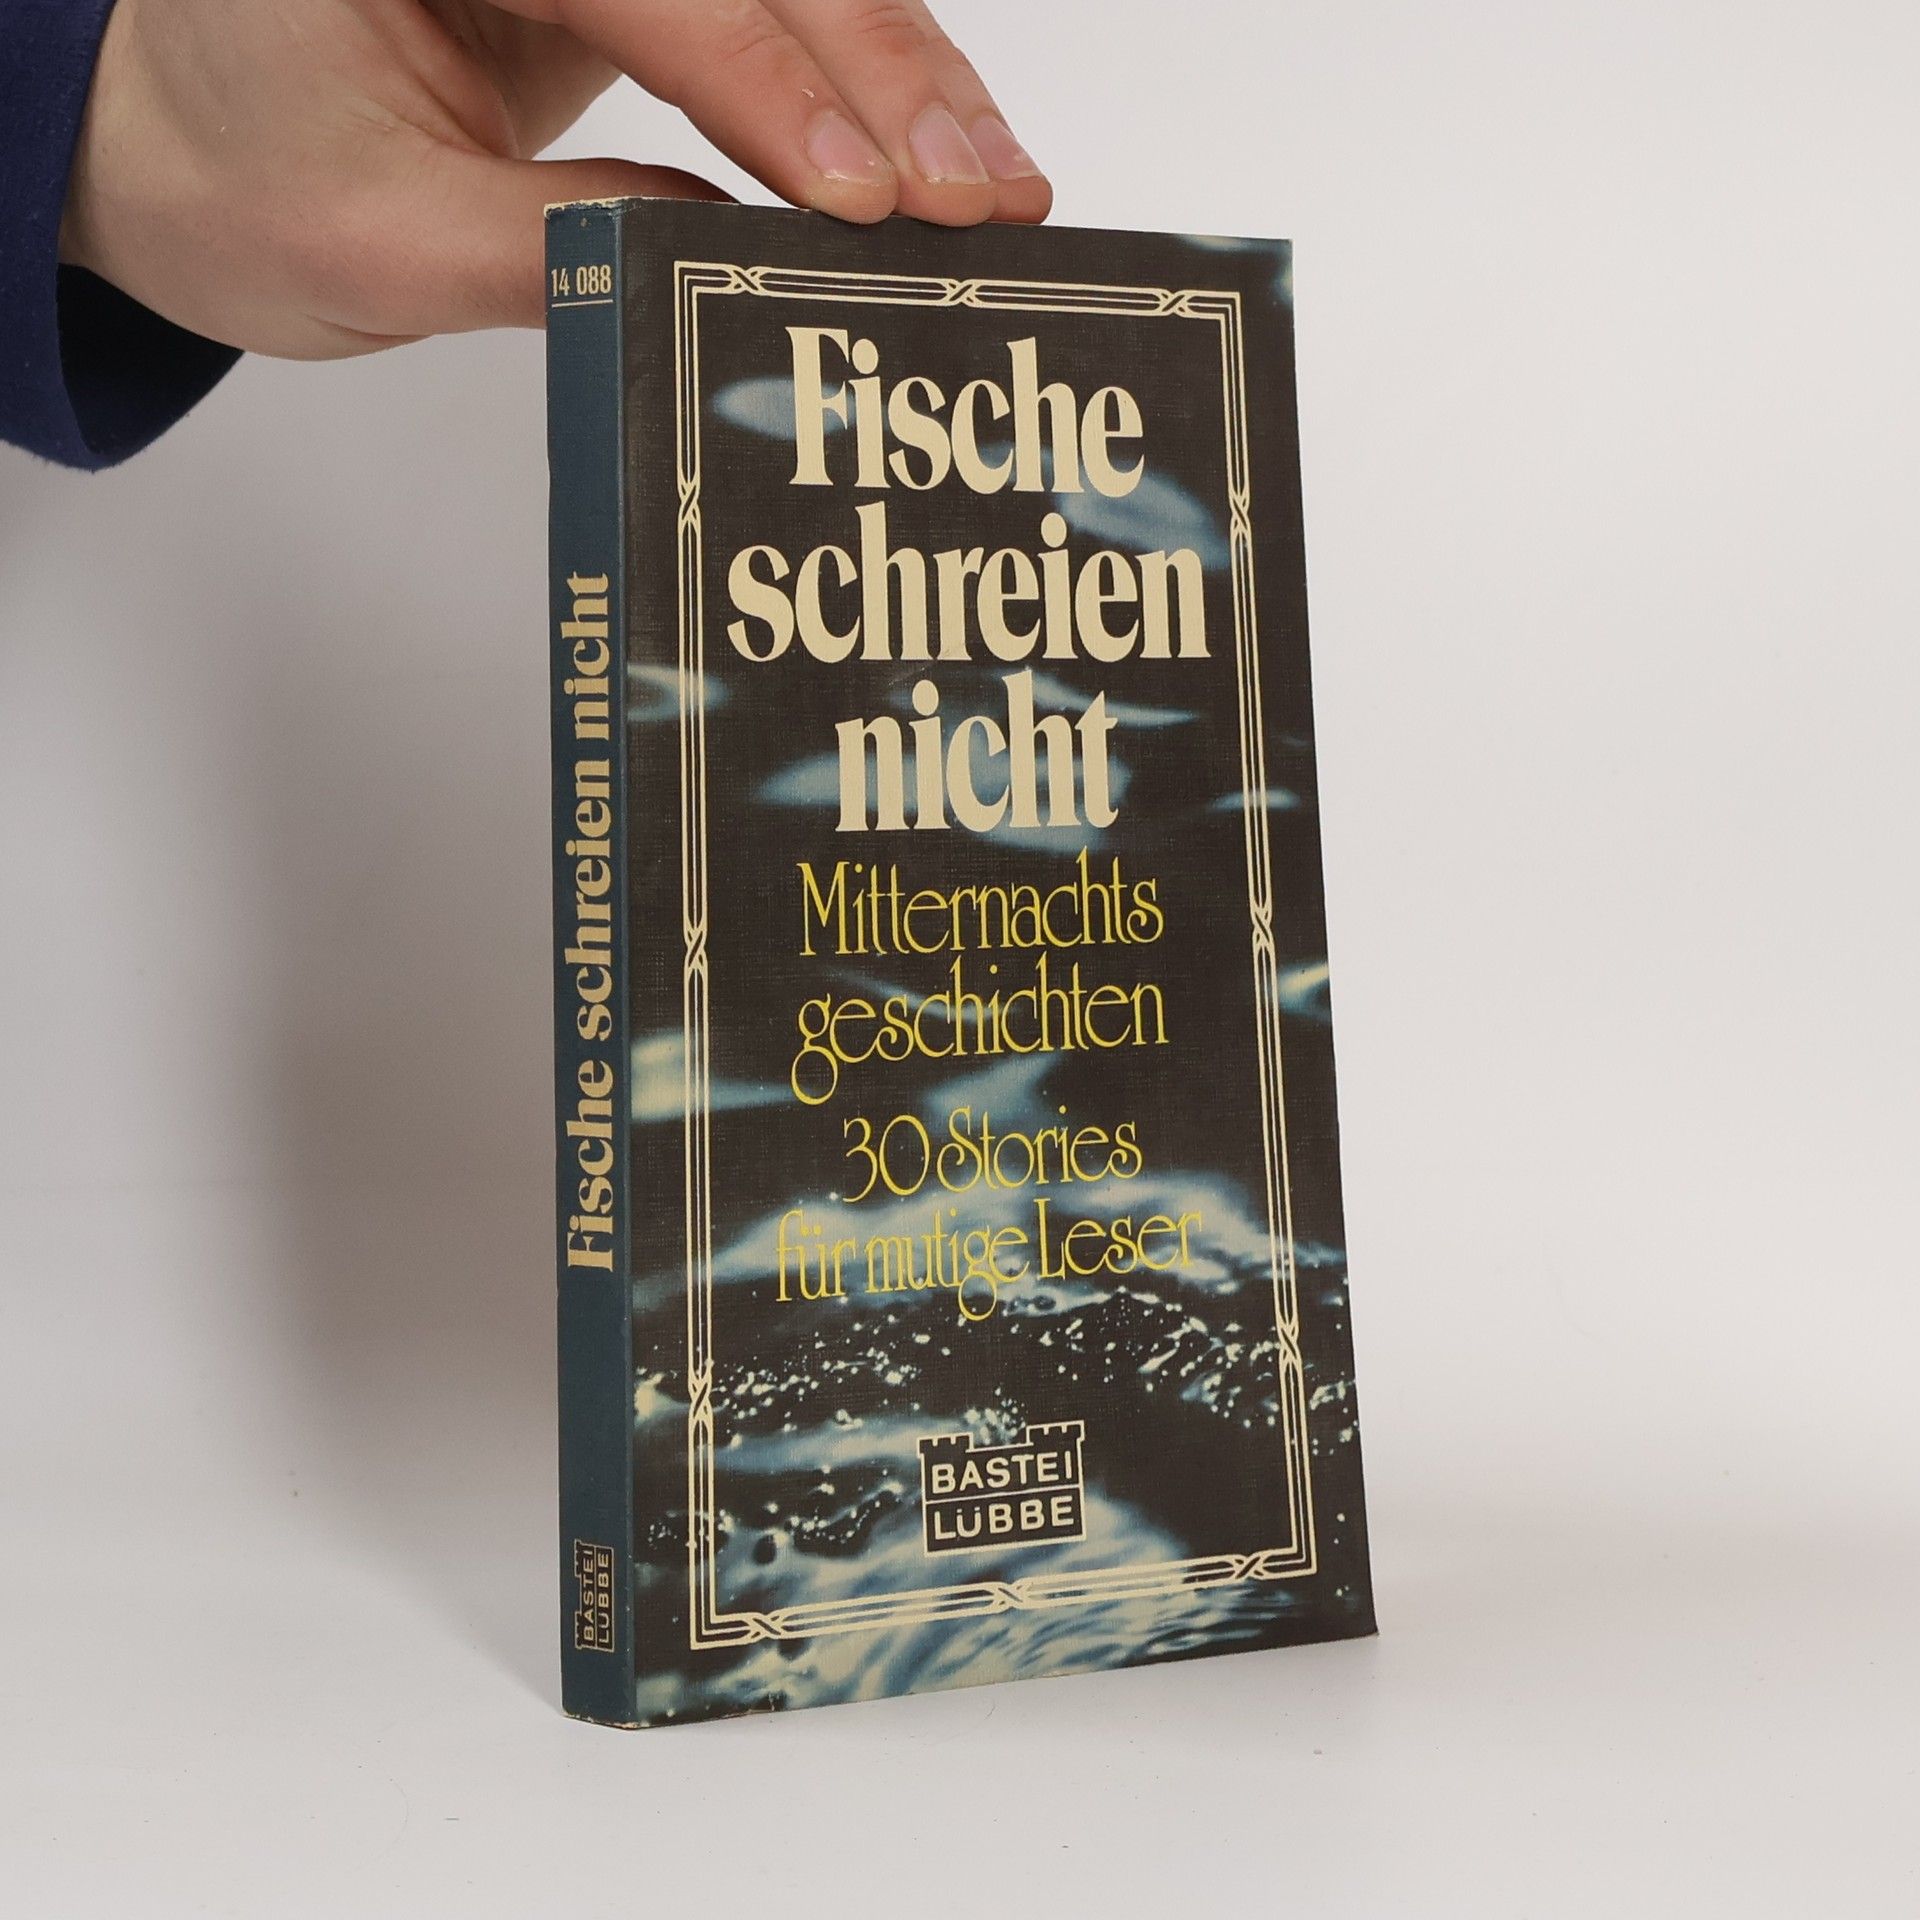 14 088
Fische schreien nicht
BASTEI
LÜBBE
Fische
schreien
nicht
Mitternachts
geschichten
30 Stories
für mutige Leser
BASTEI
LÜBBE